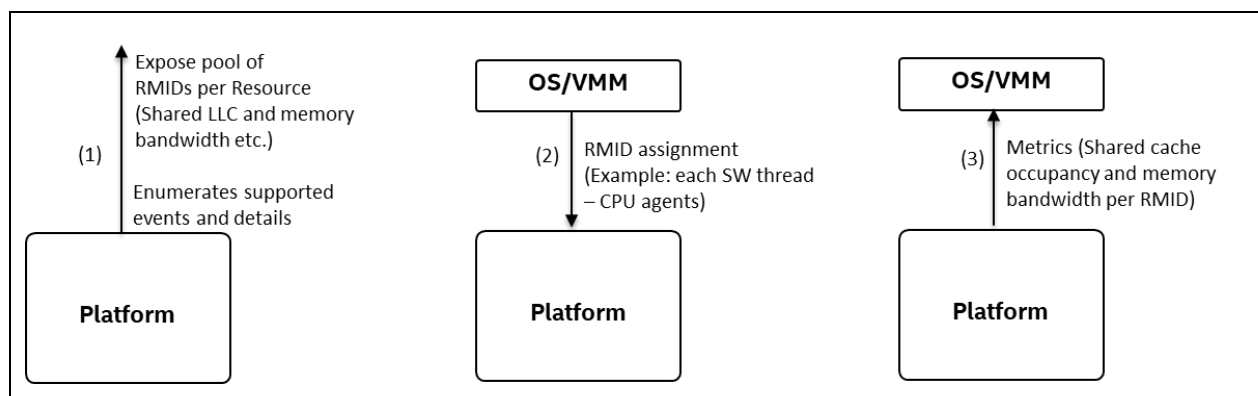 Expose pool of
RMIDs per Resource
(Shared LLC and memory
bandwidth etc.)
(1)
Enumerates supported
events and details
Platform
OS/VMM
(2)
RMID assignment
(Example: each SW thread
– CPU agents)
Platform
OS/VMM
(3)
Metrics (Shared cache
occupancy and memory
bandwidth per RMID)
Platform